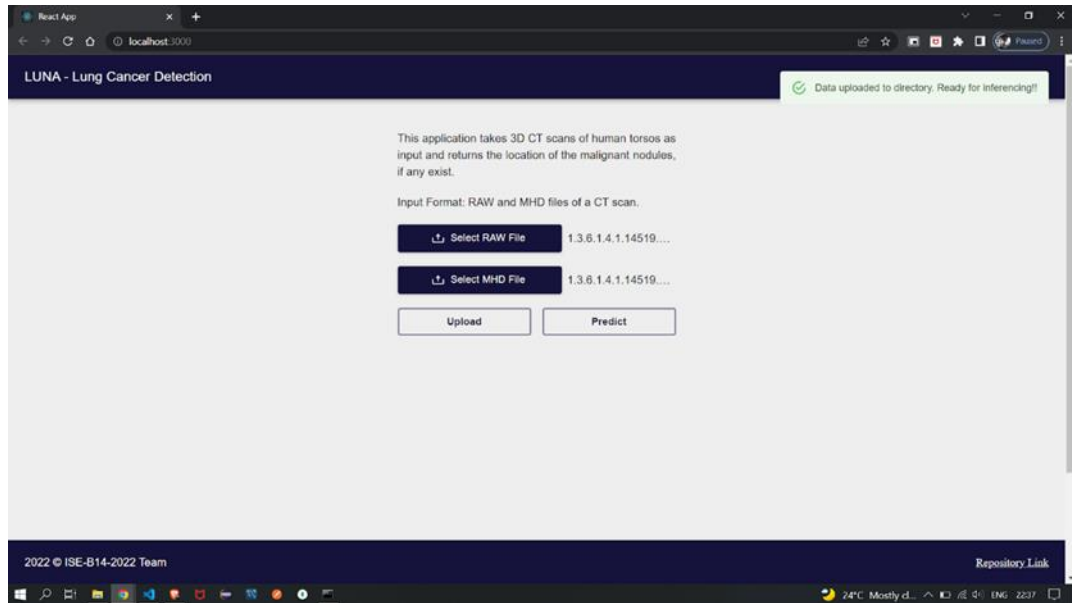 React App
localhost:3000
Paused
LUNA - Lung Cancer Detection
Data uploaded to directory. Ready for inferencing!!
This application takes 3D CT scans of human torsos as
input and returns the location of the malignant nodules,
if any exist.
Input Format: RAW and MHD files of a CT scan.
Select RAW File 1.3.6.1.4.1.14519....
Select MHD File 1.3.6.1.4.1.14519....
Upload Predict
2022 © ISE-B14-2022 Team
Repository Link
24°C Mostly d... ENG 22:37